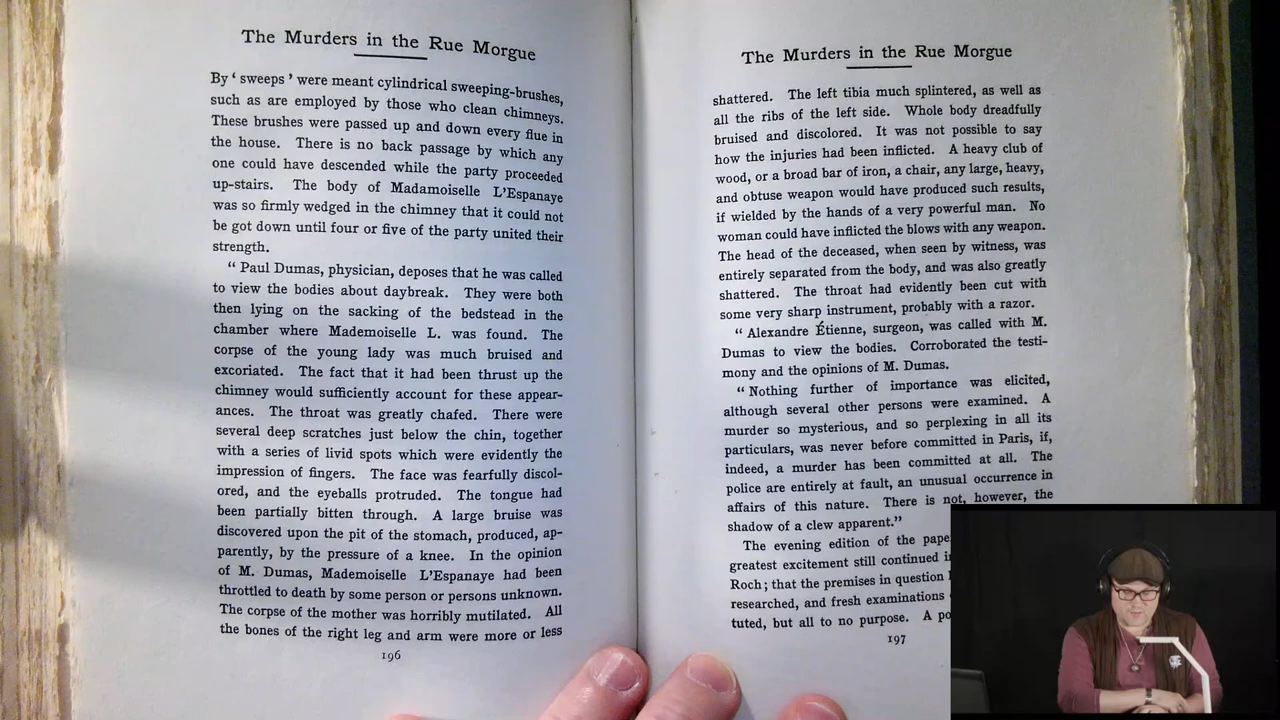 The Murders in the Rue Morgue
By ‘ sweeps ’ were meant cylindrical sweeping-brushes,
such as are employed by those who clean chimneys.
These brushes were passed up and down every flue in
the house. There is no back passage by which any
one could have descended while the party proceeded
up-stairs. The body of Madamoiselle L'Espanaye
was so firmly wedged in the chimney that it could not
be got down until four or five of the party united their
strength.
“ Paul Dumas, physician, deposes that he was called
to view the bodies about daybreak. They were both
then lying on the sacking of the bedstead in the
chamber where Mademoiselle L. was found. The
corpse of the young lady was much bruised and
excoriated. The fact that it had been thrust up the
chimney would sufficiently account for these appear-
ances. The throat was greatly chafed. There were
several deep scratches just below the chin, together
with a series of livid spots which were evidently the
impression of fingers. The face was fearfully discol-
ored, and the eyeballs protruded. The tongue had
been partially bitten through. A large bruise was
discovered upon the pit of the stomach, produced, ap-
parently, by the pressure of a knee. In the opinion
of M. Dumas, Mademoiselle L'Espanaye had been
throttled to death by some person or persons unknown.
The corpse of the mother was horribly mutilated. All
the bones of the right leg and arm were more or less
196
The Murders in the Rue Morgue
shattered. The left tibia much splintered, as well as
all the ribs of the left side. Whole body dreadfully
bruised and discolored. It was not possible to say
how the injuries had been inflicted. A heavy club of
wood, or a broad bar of iron, a chair, any large, heavy,
and obtuse weapon would have produced such results,
if wielded by the hands of a very powerful man. No
woman could have inflicted the blows with any weapon.
The head of the deceased, when seen by witness, was
entirely separated from the body, and was also greatly
shattered. The throat had evidently been cut with
some very sharp instrument, probably with a razor.
“ Alexandre Étienne, surgeon, was called with M.
Dumas to view the bodies. Corroborated the testi-
mony and the opinions of M. Dumas.
“ Nothing further of importance was elicited,
although several other persons were examined. A
murder so mysterious, and so perplexing in all its
particulars, was never before committed in Paris, if,
indeed, a murder has been committed at all. The
police are entirely at fault, an unusual occurrence in
affairs of this nature. There is not, however, the
shadow of a clew apparent.”
The evening edition of the pape
greatest excitement still continued i
Roch ; that the premises in question
researched, and fresh examinations
tuted, but all to no purpose. A po
197